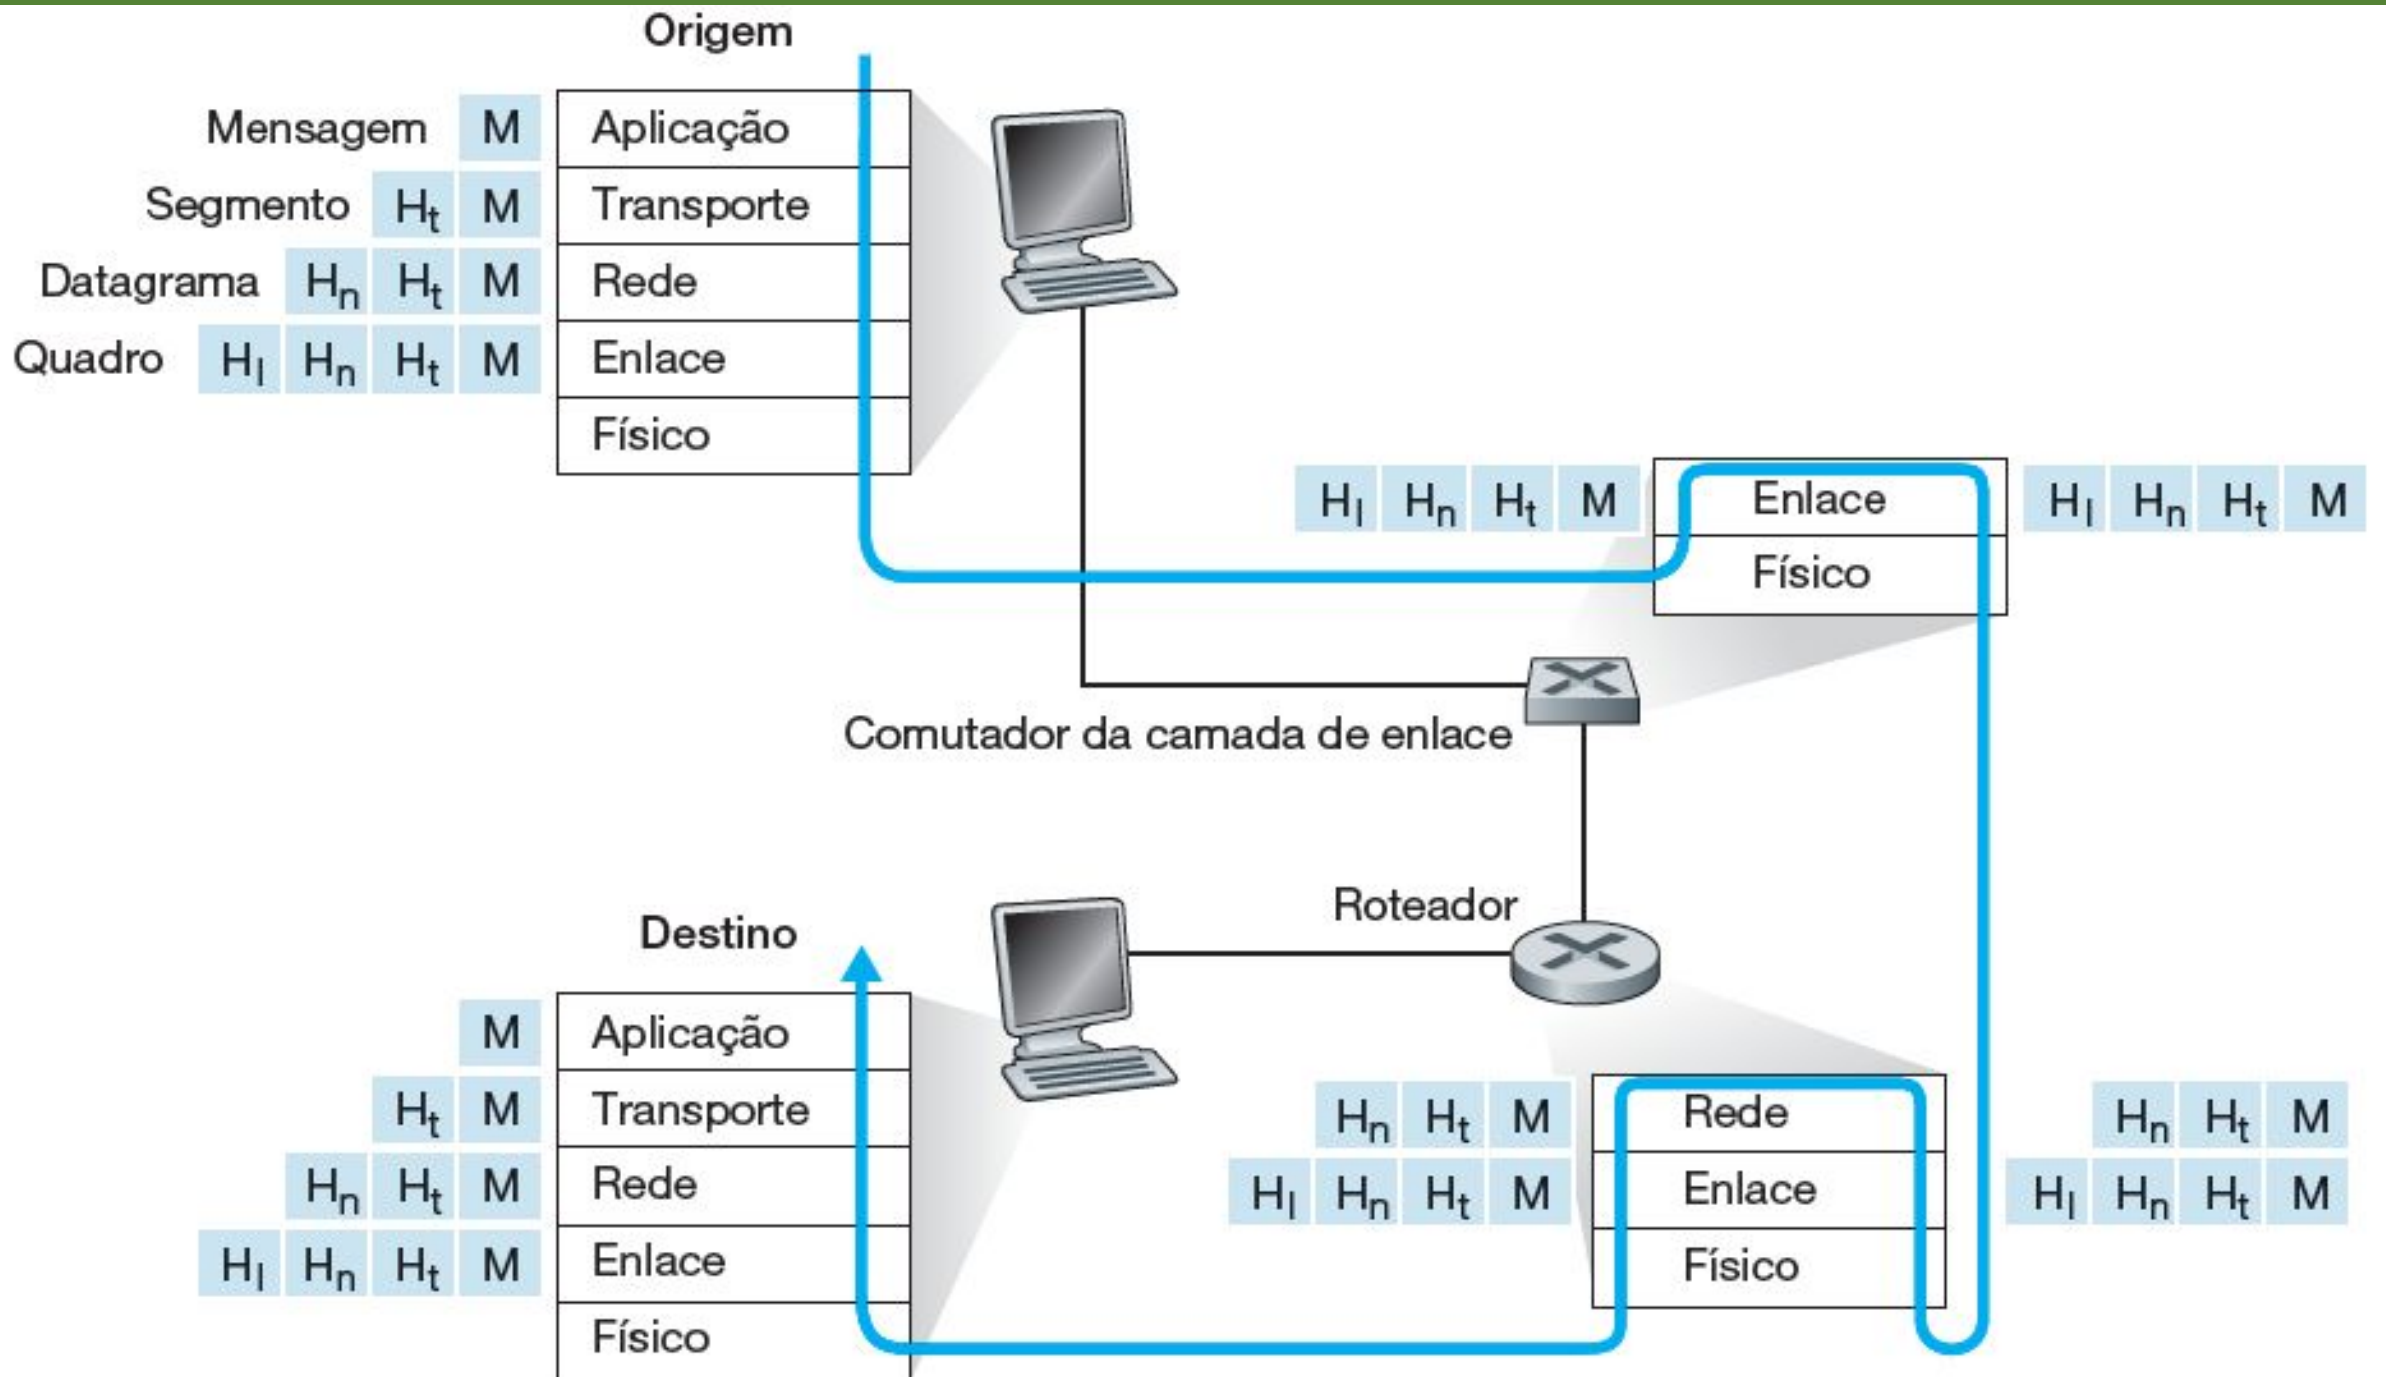 Origem
Mensagem M Aplicação
Segmento Ht M Transporte
Datagrama Hn Ht M Rede
Quadro Hl Hn Ht M Enlace
Físico
Hl Hn Ht M Enlace Hl Hn Ht M
Físico
Comutador da camada de enlace
Roteador
Destino
M Aplicação
Ht M Transporte
Hn Ht M Rede
Hl Hn Ht M Enlace
Físico
Hn Ht M Rede Hn Ht M
Hl Hn Ht M Enlace Hl Hn Ht M
Físico